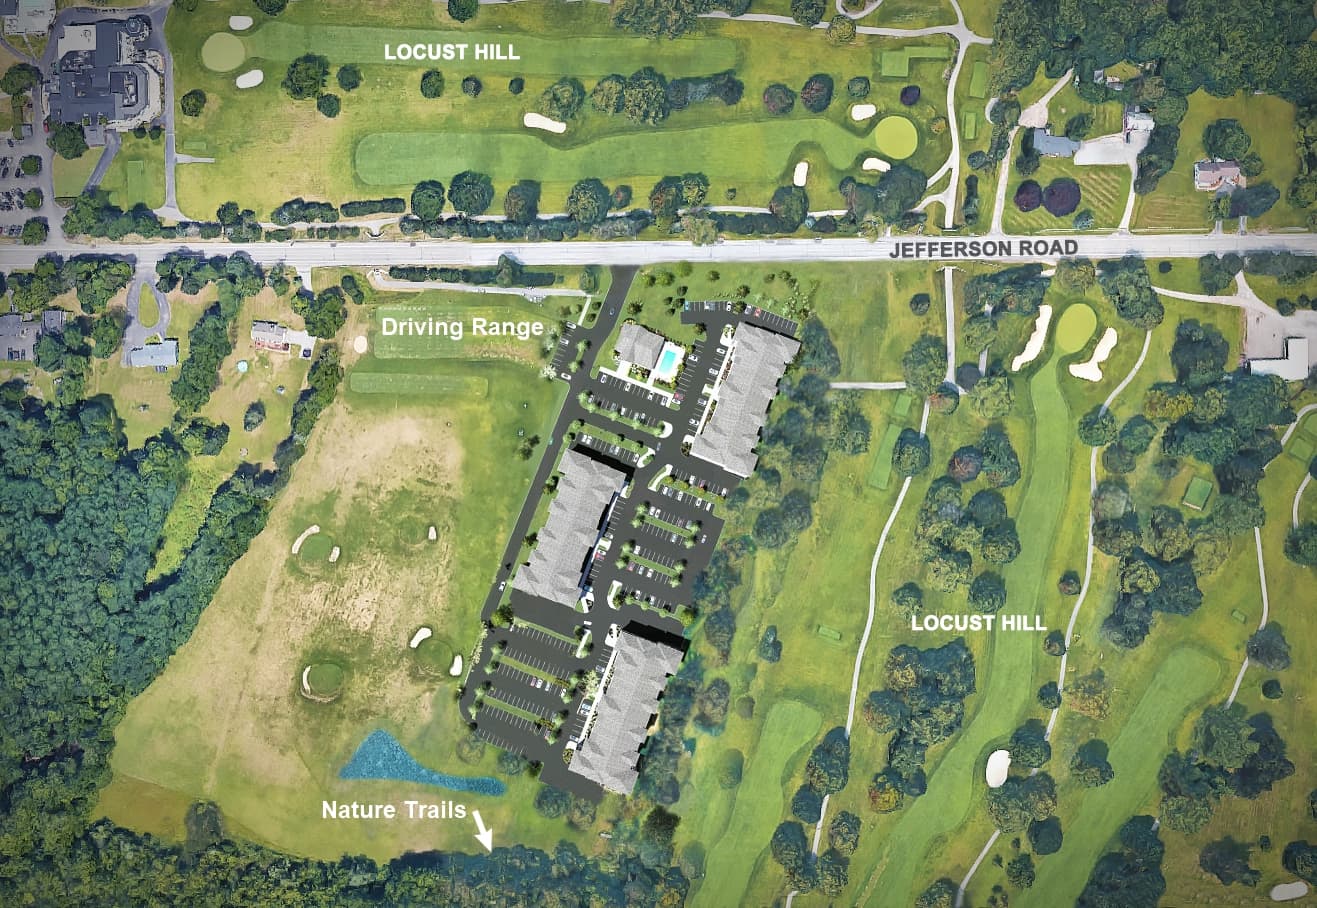 LOCUST HILL
JEFFERSON ROAD
Driving Range
LOCUST HILL
Nature Trails